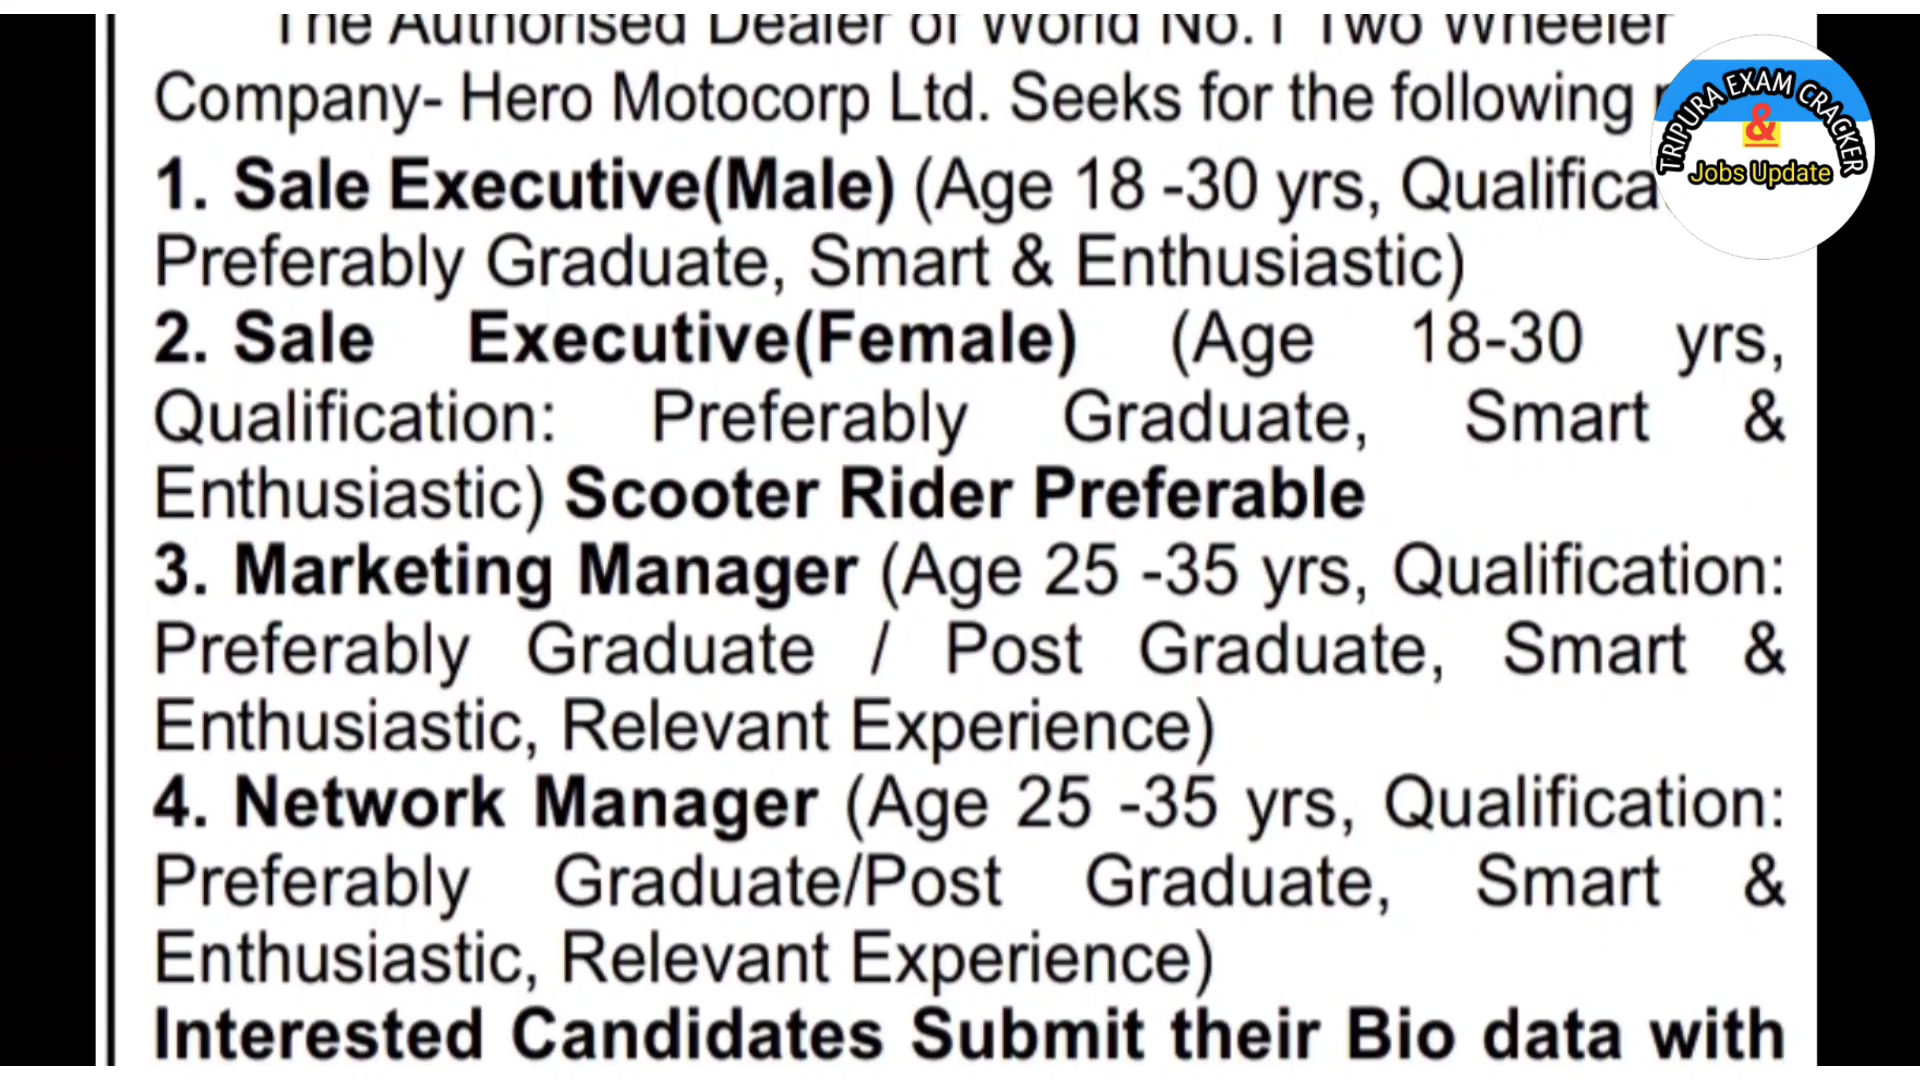 The Authorised Dealer of World No.1 Two Wheeler
Company- Hero Motocorp Ltd. Seeks for the following
1. Sale Executive(Male) (Age 18 -30 yrs, Qualifica
Preferably Graduate, Smart & Enthusiastic)
2. Sale Executive(Female) (Age 18-30 yrs,
Qualification: Preferably Graduate, Smart &
Enthusiastic) Scooter Rider Preferable
3. Marketing Manager (Age 25 -35 yrs, Qualification:
Preferably Graduate / Post Graduate, Smart &
Enthusiastic, Relevant Experience)
4. Network Manager (Age 25 -35 yrs, Qualification:
Preferably Graduate/Post Graduate, Smart &
Enthusiastic, Relevant Experience)
Interested Candidates Submit their Bio data with
TRIPURA EXAM CRACKER
&
Jobs Update